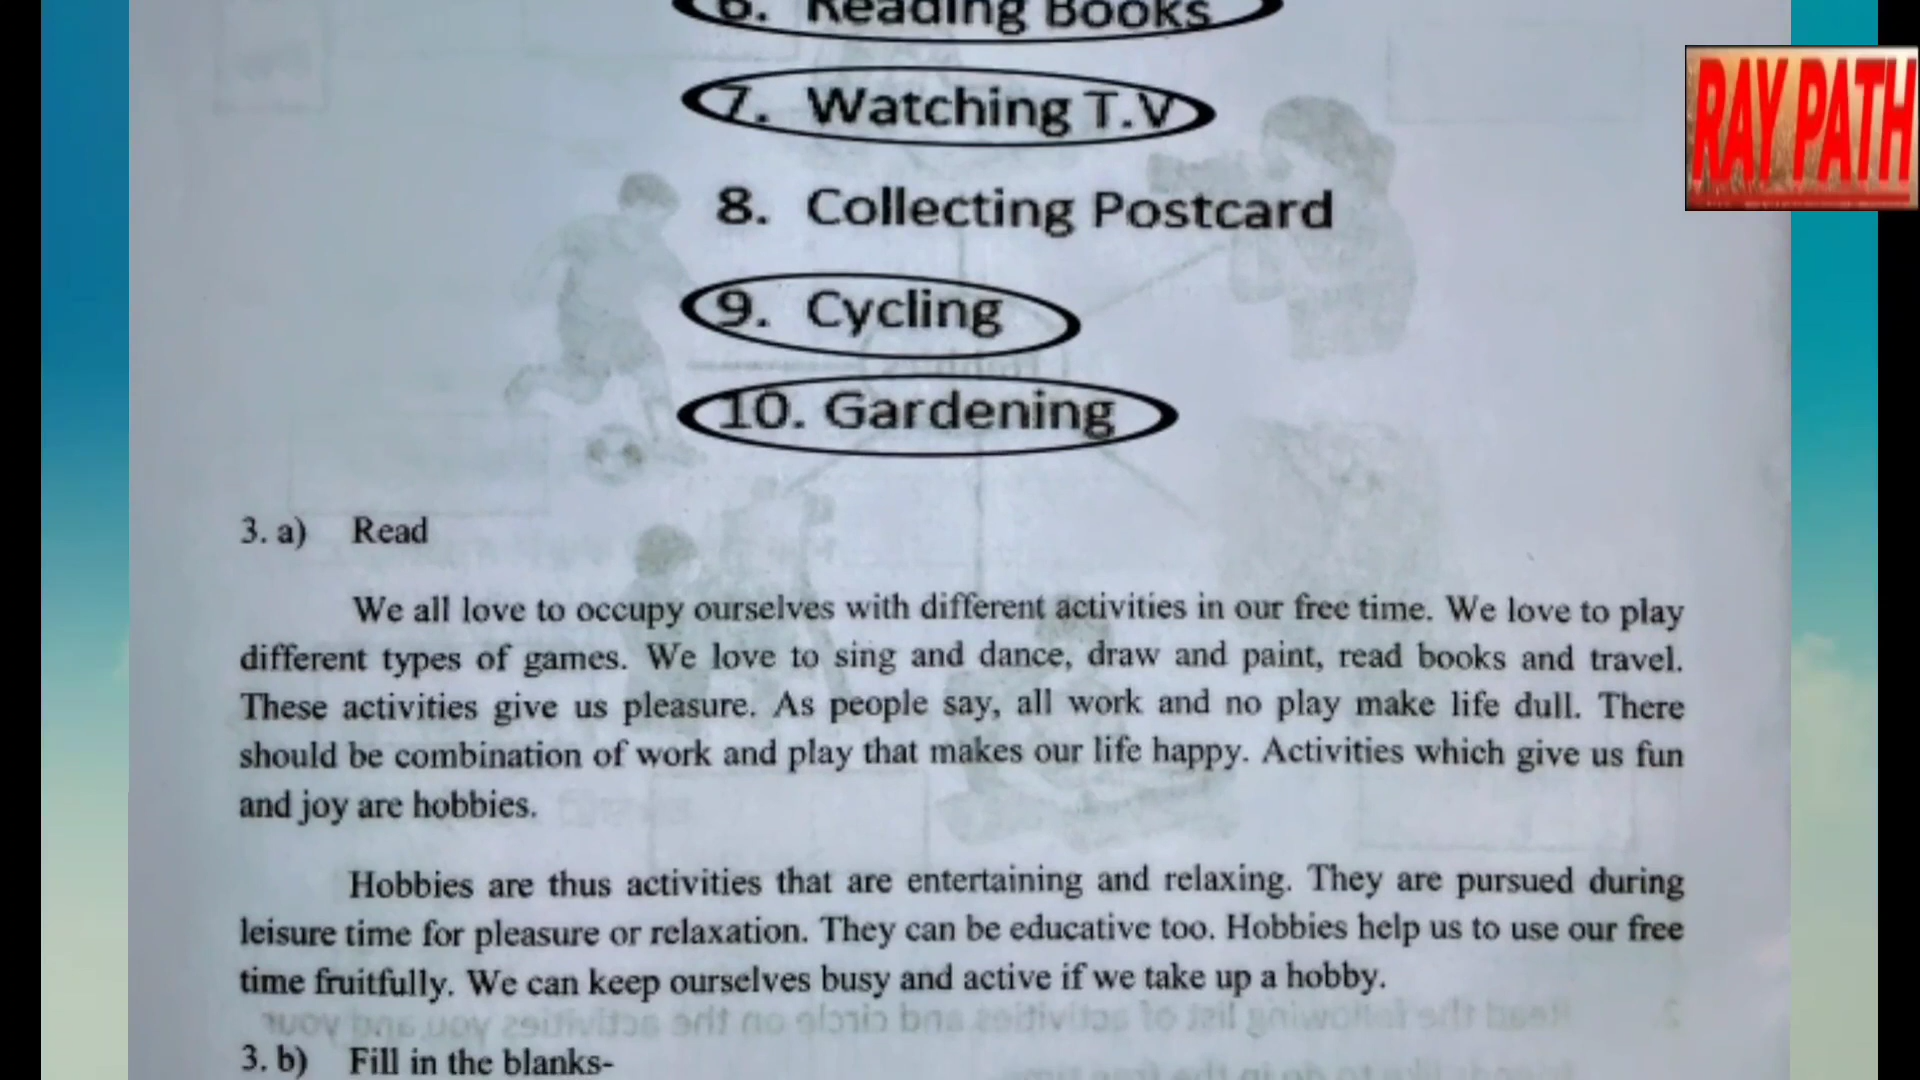 6. Reading Books
7. Watching T.V
8. Collecting Postcard
9. Cycling
10. Gardening
RAY PATH
3. a) Read
We all love to occupy ourselves with different activities in our free time. We love to play
different types of games. We love to sing and dance, draw and paint, read books and travel.
These activities give us pleasure. As people say, all work and no play make life dull. There
should be combination of work and play that makes our life happy. Activities which give us fun
and joy are hobbies.
Hobbies are thus activities that are entertaining and relaxing. They are pursued during
leisure time for pleasure or relaxation. They can be educative too. Hobbies help us to use our free
time fruitfully. We can keep ourselves busy and active if we take up a hobby.
3. b) Fill in the blanks-